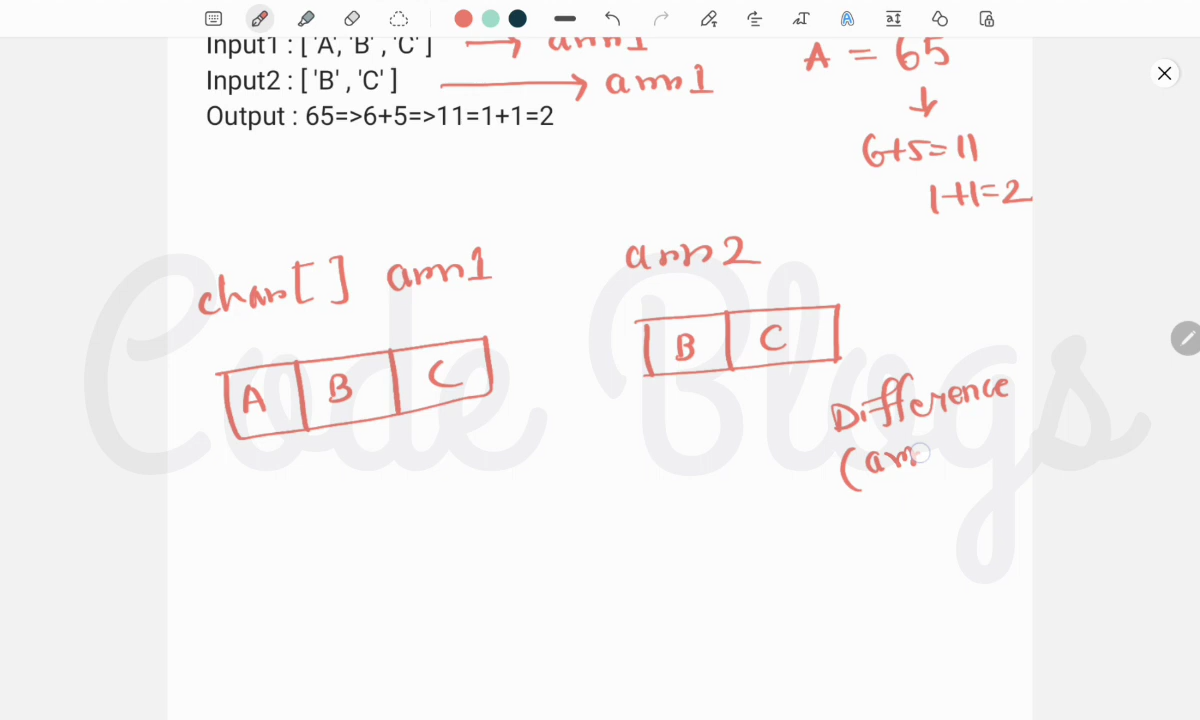 Input1 : [ 'A', 'B' , 'C' ] → arr1
A = 65
Input2 : [ 'B' , 'C' ] → arr1
Output : 65=>6+5=>11=1+1=2
↓
6+5=11
1+1=2
char[] arr1
arr2
A B C
B C
Difference
(arr
Code Blogs